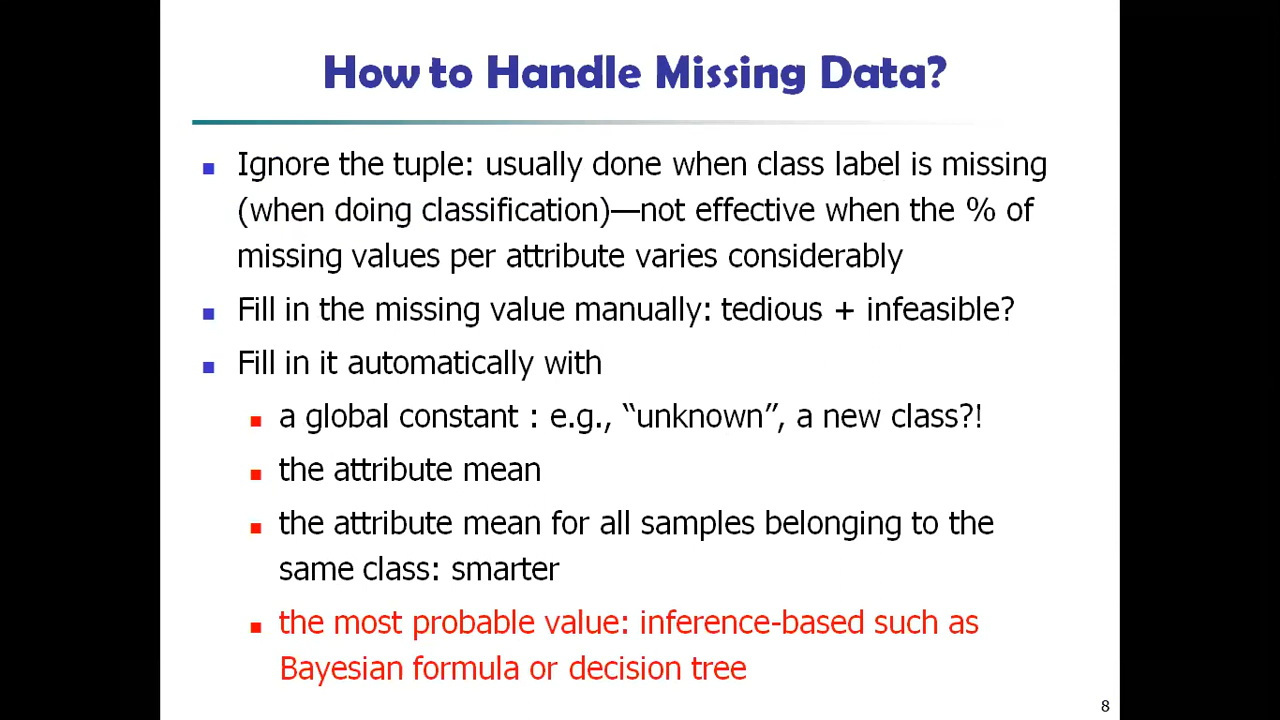 How to Handle Missing Data?
Ignore the tuple: usually done when class label is missing
(when doing classification)—not effective when the % of
missing values per attribute varies considerably
Fill in the missing value manually: tedious + infeasible?
Fill in it automatically with
a global constant : e.g., “unknown”, a new class?!
the attribute mean
the attribute mean for all samples belonging to the
same class: smarter
the most probable value: inference-based such as
Bayesian formula or decision tree
8